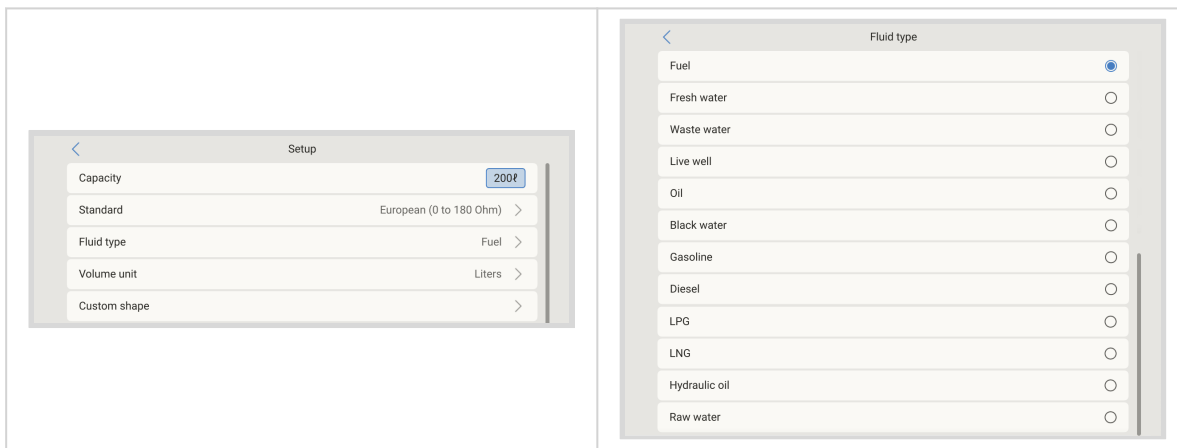 Setup
Capacity 200ℓ
Standard European (0 to 180 Ohm)
Fluid type Fuel
Volume unit Liters
Custom shape
Fluid type
Fuel
Fresh water
Waste water
Live well
Oil
Black water
Gasoline
Diesel
LPG
LNG
Hydraulic oil
Raw water